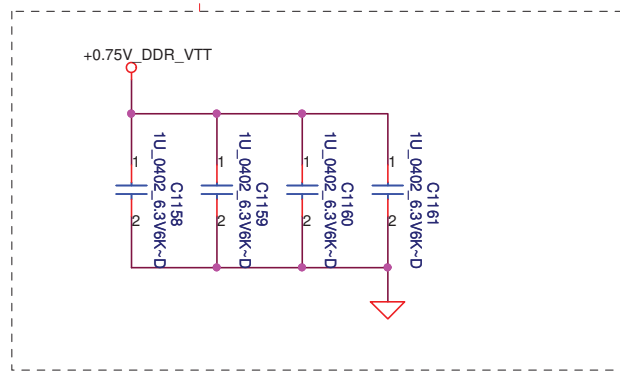 +0.75V_DDR_VTT
1
2
C1158
1U_0402_6.3V6K~D
1
2
C1159
1U_0402_6.3V6K~D
1
2
C1160
1U_0402_6.3V6K~D
1
2
C1161
1U_0402_6.3V6K~D